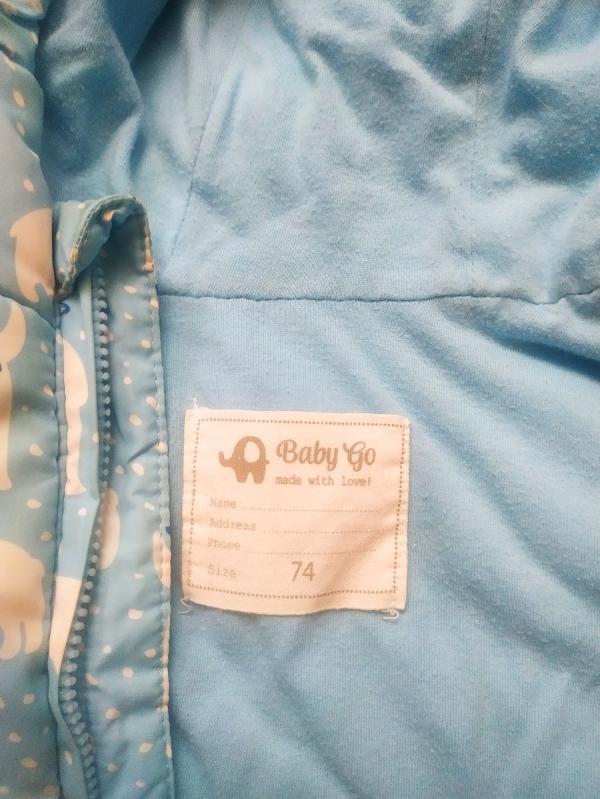 Baby Go
made with love!
Name
Address
Phone
Size 74